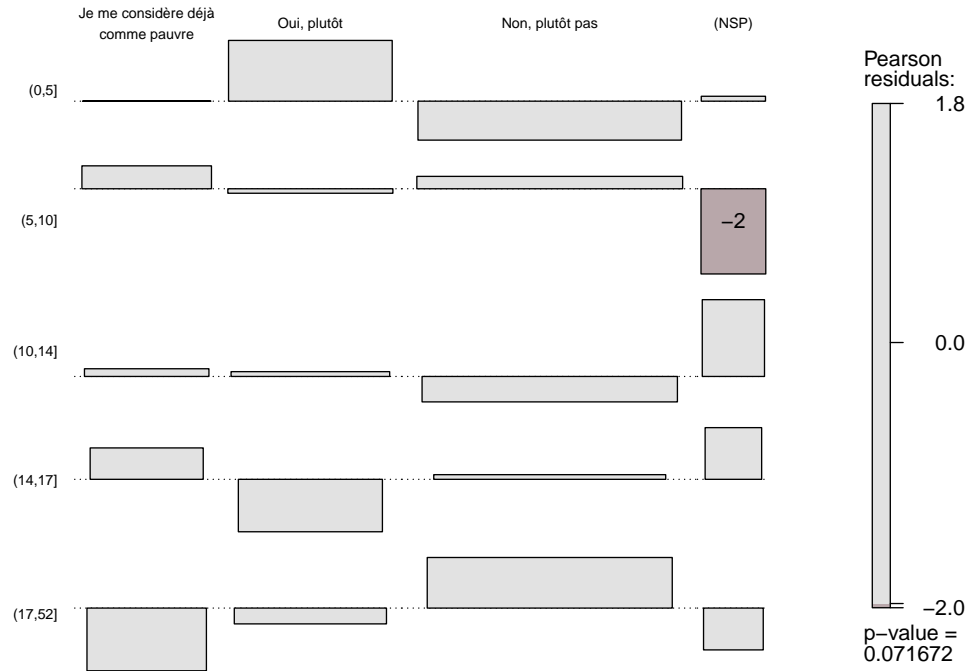 Je me considère déjà
comme pauvre
Oui, plutôt
Non, plutôt pas
(NSP)
Pearson
residuals:
(0,5]
1.8
(5,10]
−2
(10,14]
0.0
(14,17]
(17,52]
−2.0
p−value =
0.071672